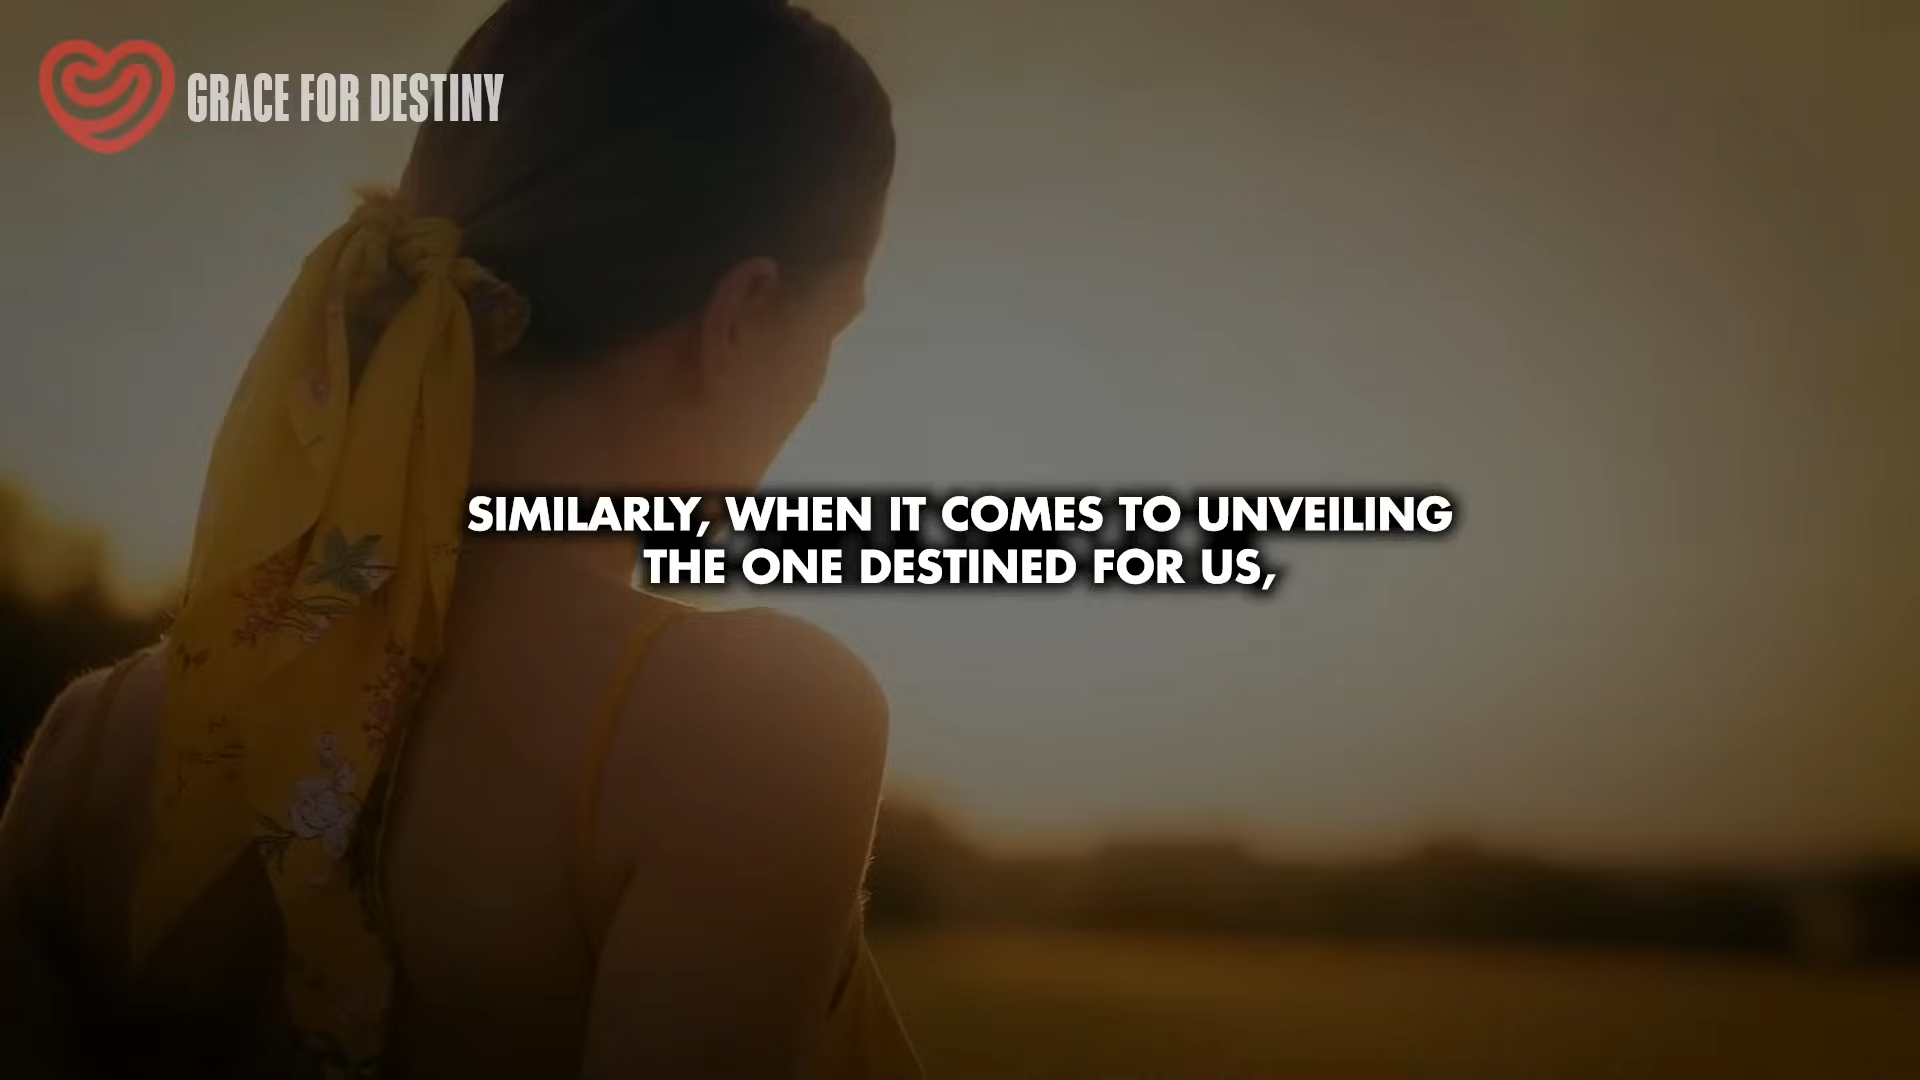 GRACE FOR DESTINY
SIMILARLY, WHEN IT COMES TO UNVEILING
THE ONE DESTINED FOR US,